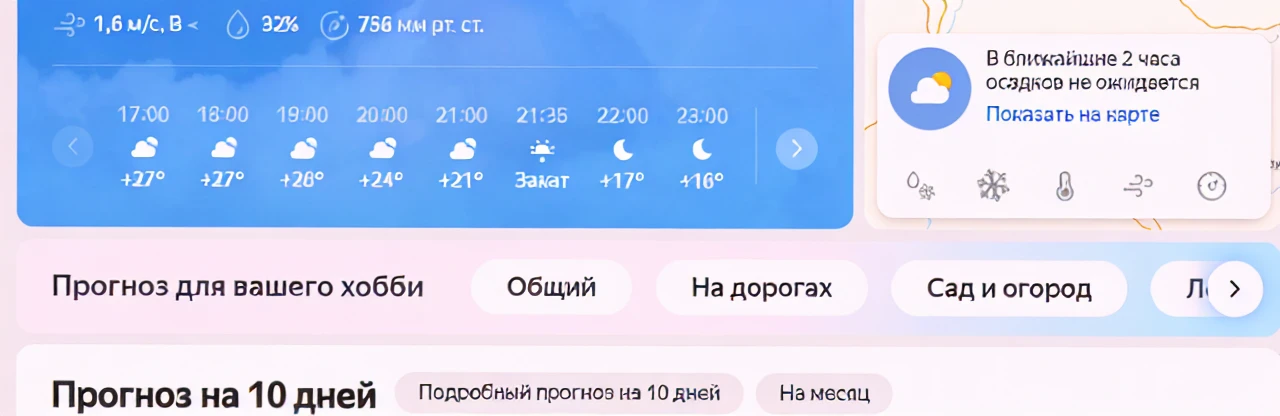 1,6 м/с, В <
32%
756 мм рт. ст.
17:00 18:00 19:00 20:00 21:00 21:35 22:00 23:00
+27° +27° +26° +24° +21° Закат +17° +16°
В ближайшие 2 часа
осадков не ожидается
Показать на карте
Прогноз для вашего хобби
Общий
На дорогах
Сад и огород
Прогноз на 10 дней
Подробный прогноз на 10 дней
На месяц